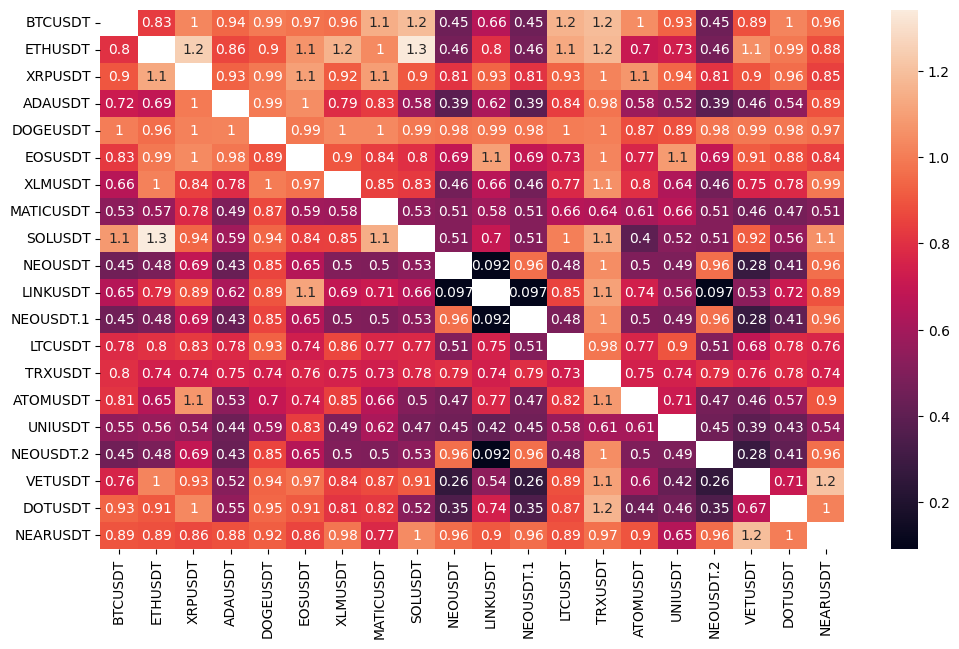 BTCUSDT 0.83 1 0.94 0.99 0.97 0.96 1.1 1.2 0.45 0.66 0.45 1.2 1.2 1 0.93 0.45 0.89 1 0.96
ETHUSDT 0.8 1.2 0.86 0.9 1.1 1.2 1 1.3 0.46 0.8 0.46 1.1 1.2 0.7 0.73 0.46 1.1 0.99 0.88
XRPUSDT 0.9 1.1 0.93 0.99 1.1 0.92 1.1 0.9 0.81 0.93 0.81 0.93 1 1.1 0.94 0.81 0.9 0.96 0.85
ADAUSDT 0.72 0.69 1 0.99 1 0.79 0.83 0.58 0.39 0.62 0.39 0.84 0.98 0.58 0.52 0.39 0.46 0.54 0.89
DOGEUSDT 1 0.96 1 1 0.99 1 1 0.99 0.98 0.99 0.98 1 1 0.87 0.89 0.98 0.99 0.98 0.97
EOSUSDT 0.83 0.99 1 0.98 0.89 0.9 0.84 0.8 0.69 1.1 0.69 0.73 1 0.77 1.1 0.69 0.91 0.88 0.84
XLMUSDT 0.66 1 0.84 0.78 1 0.97 0.85 0.83 0.46 0.66 0.46 0.77 1.1 0.8 0.64 0.46 0.75 0.78 0.99
MATICUSDT 0.53 0.57 0.78 0.49 0.87 0.59 0.58 0.53 0.51 0.58 0.51 0.66 0.64 0.61 0.66 0.51 0.46 0.47 0.51
SOLUSDT 1.1 1.3 0.94 0.59 0.94 0.84 0.85 1.1 0.51 0.7 0.51 1 1.1 0.4 0.52 0.51 0.92 0.56 1.1
NEOUSDT 0.45 0.48 0.69 0.43 0.85 0.65 0.5 0.5 0.53 0.092 0.96 0.48 1 0.5 0.49 0.96 0.28 0.41 0.96
LINKUSDT 0.65 0.79 0.89 0.62 0.89 1.1 0.69 0.71 0.66 0.097 0.097 0.85 1.1 0.74 0.56 0.097 0.53 0.72 0.89
NEOUSDT.1 0.45 0.48 0.69 0.43 0.85 0.65 0.5 0.5 0.53 0.96 0.092 0.48 1 0.5 0.49 0.96 0.28 0.41 0.96
LTCUSDT 0.78 0.8 0.83 0.78 0.93 0.74 0.86 0.77 0.77 0.51 0.75 0.51 0.98 0.77 0.9 0.51 0.68 0.78 0.76
TRXUSDT 0.8 0.74 0.74 0.75 0.74 0.76 0.75 0.73 0.78 0.79 0.74 0.79 0.73 0.75 0.74 0.79 0.76 0.78 0.74
ATOMUSDT 0.81 0.65 1.1 0.53 0.7 0.74 0.85 0.66 0.5 0.47 0.77 0.47 0.82 1.1 0.71 0.47 0.46 0.57 0.9
UNIUSDT 0.55 0.56 0.54 0.44 0.59 0.83 0.49 0.62 0.47 0.45 0.42 0.45 0.58 0.61 0.61 0.45 0.39 0.43 0.54
NEOUSDT.2 0.45 0.48 0.69 0.43 0.85 0.65 0.5 0.5 0.53 0.96 0.092 0.96 0.48 1 0.5 0.49 0.28 0.41 0.96
VETUSDT 0.76 1 0.93 0.52 0.94 0.97 0.84 0.87 0.91 0.26 0.54 0.26 0.89 1.1 0.6 0.42 0.26 0.71 1.2
DOTUSDT 0.93 0.91 1 0.55 0.95 0.91 0.81 0.82 0.52 0.35 0.74 0.35 0.87 1.2 0.44 0.46 0.35 0.67 1
NEARUSDT 0.89 0.89 0.86 0.88 0.92 0.86 0.98 0.77 1 0.96 0.9 0.96 0.89 0.97 0.9 0.65 0.96 1.2 1
BTCUSDT ETHUSDT XRPUSDT ADAUSDT DOGEUSDT EOSUSDT XLMUSDT MATICUSDT SOLUSDT NEOUSDT LINKUSDT NEOUSDT.1 LTCUSDT TRXUSDT ATOMUSDT UNIUSDT NEOUSDT.2 VETUSDT DOTUSDT NEARUSDT
1.2
1.0
0.8
0.6
0.4
0.2